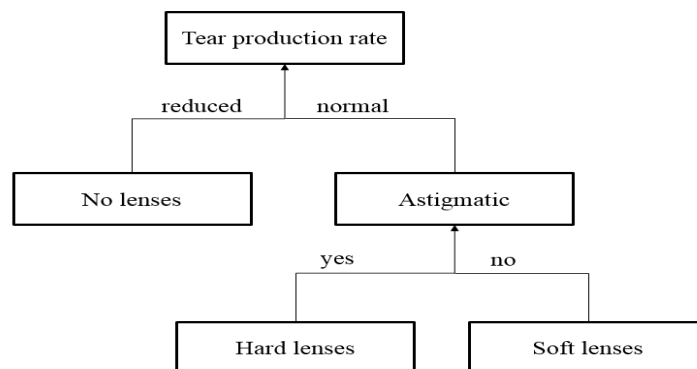 Tear production rate
reduced
normal
No lenses
Astigmatic
yes
no
Hard lenses
Soft lenses